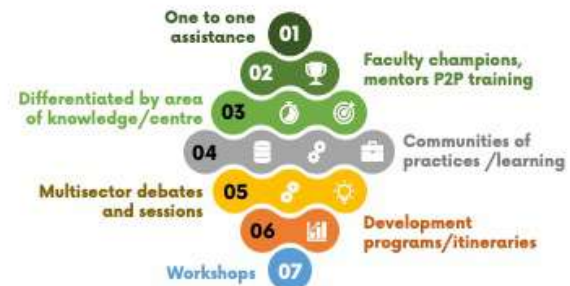 One to one
assistance
01
02
Faculty champions,
mentors P2P training
Differentiated by area
of knowledge/centre
03
04
Communities of
practices /learning
Multisector debates
and sessions
05
06
Development
programs/itineraries
Workshops
07